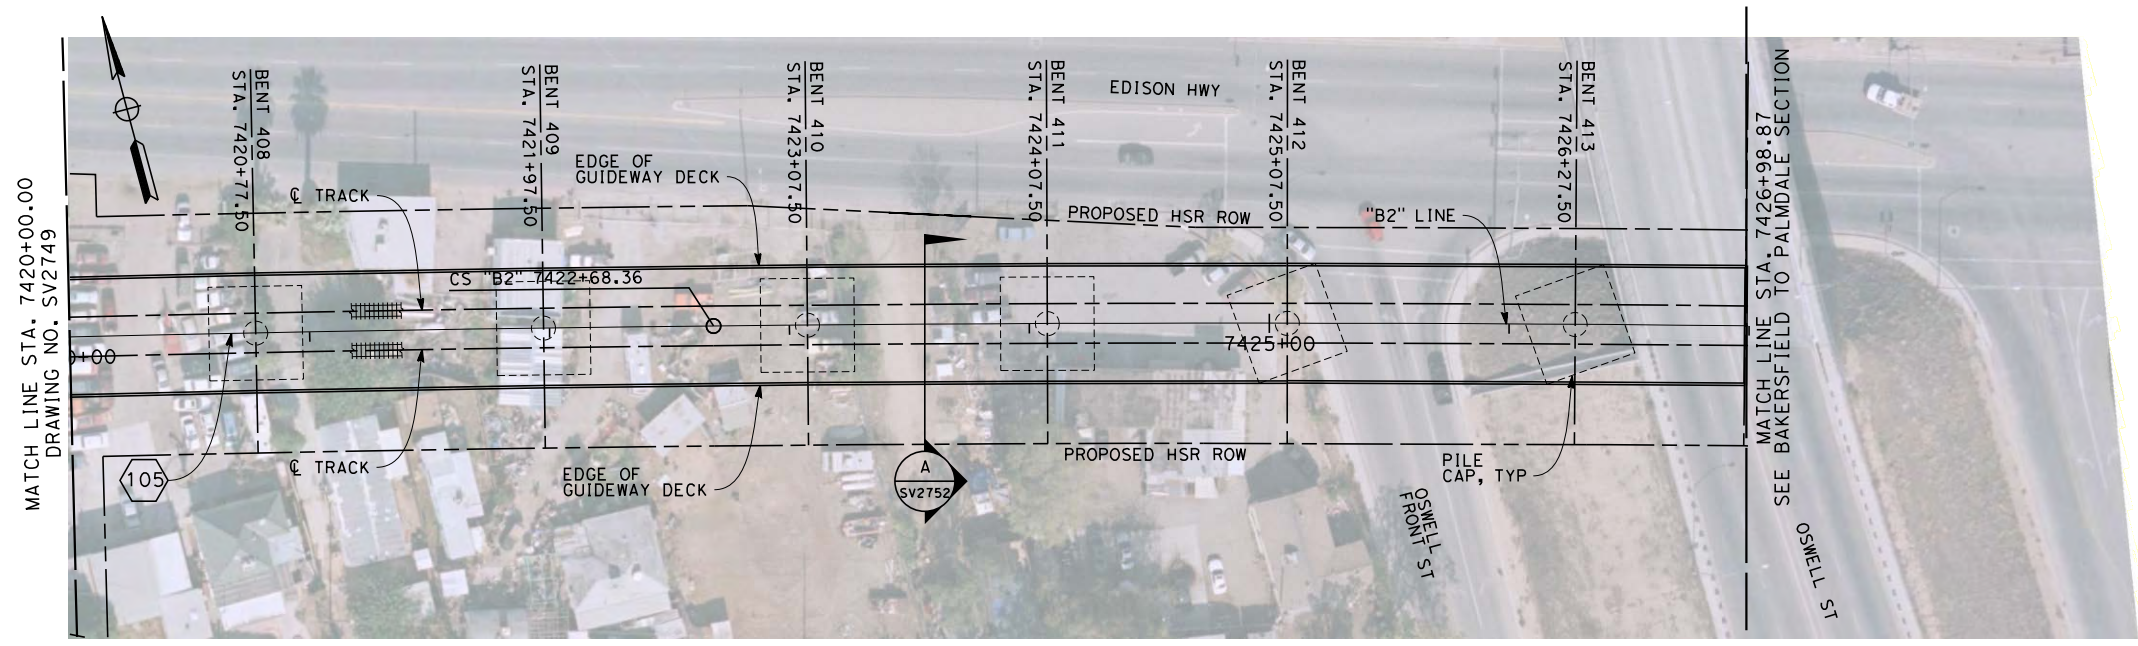 MATCH LINE STA. 7420+00.00
DRAWING NO. SV2749
BENT 408
STA. 7420+77.50
BENT 409
STA. 7421+97.50
BENT 410
STA. 7423+07.50
BENT 411
STA. 7424+07.50
BENT 412
STA. 7425+07.50
BENT 413
STA. 7426+27.50
EDISON HWY
EDGE OF
GUIDEWAY DECK
℄ TRACK
PROPOSED HSR ROW
"B2" LINE
CS "B2" 7422+68.36
0+00
7425+00
105
℄ TRACK
EDGE OF
GUIDEWAY DECK
A
SV2752
PROPOSED HSR ROW
PILE
CAP, TYP
OSWELL
FRONT ST
OSWELL ST
MATCH LINE STA. 7426+98.87
SEE BAKERSFIELD TO PALMDALE SECTION